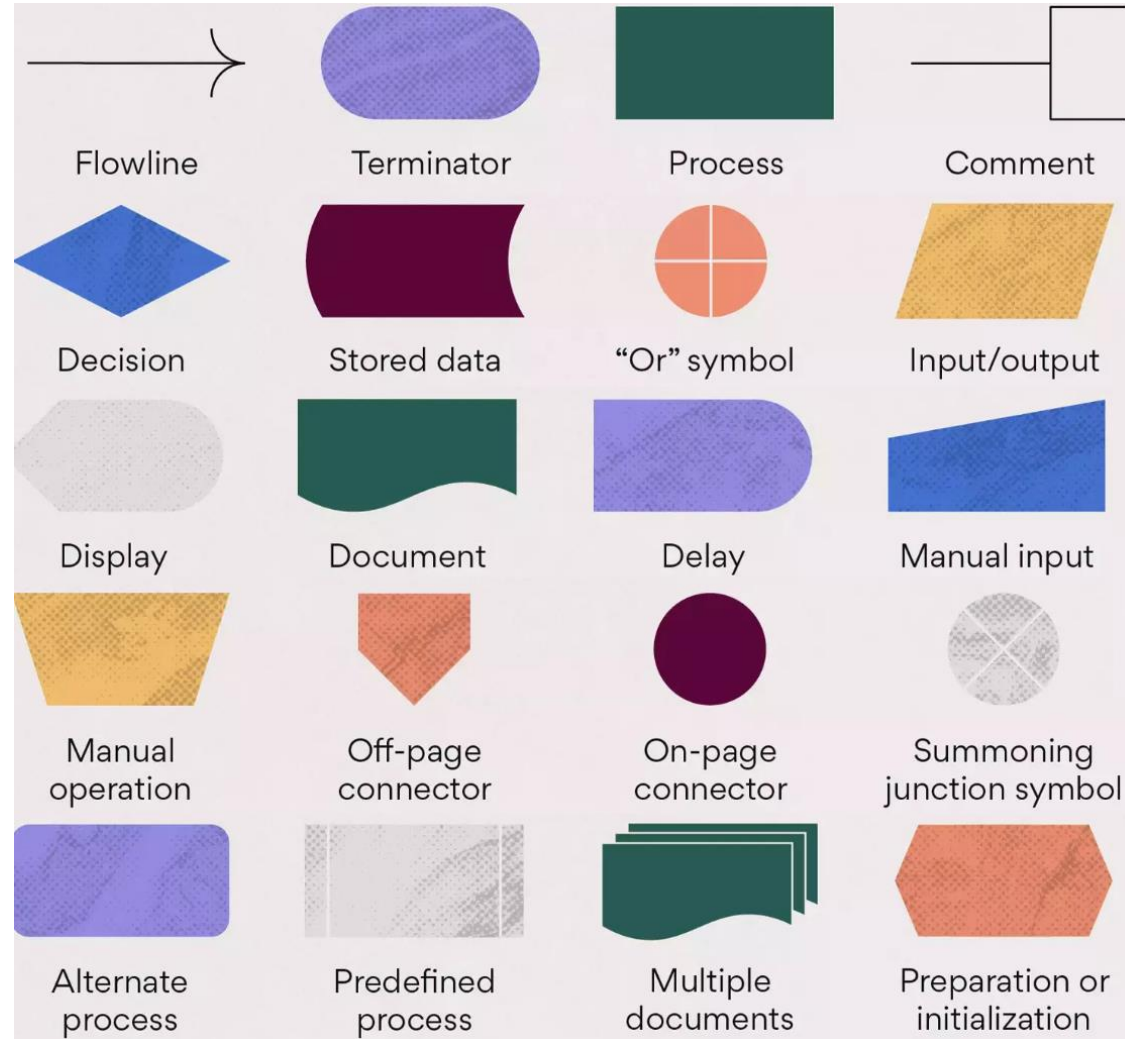 Flowline
Terminator
Process
Comment
Decision
Stored data
“Or” symbol
Input/output
Display
Document
Delay
Manual input
Manual
operation
Off-page
connector
On-page
connector
Summoning
junction symbol
Alternate
process
Predefined
process
Multiple
documents
Preparation or
initialization